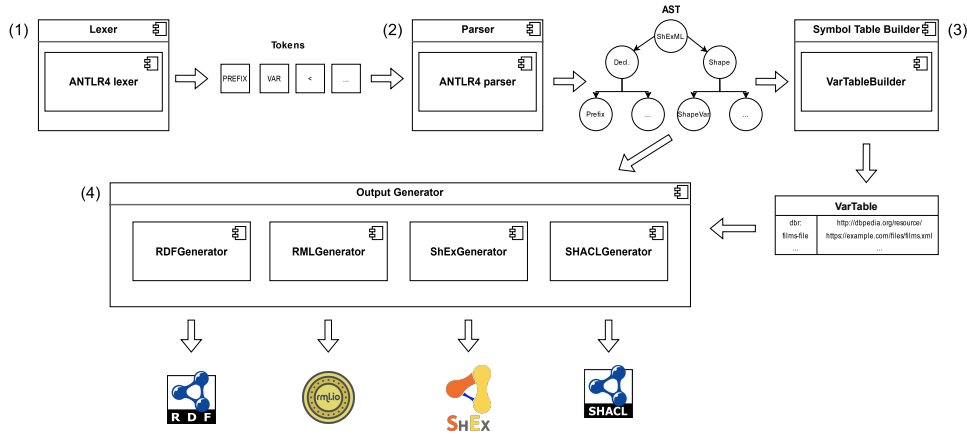 (1)
Lexer
ANTLR4 lexer
Tokens
PREFIX
VAR
<
...
(2)
Parser
ANTLR4 parser
AST
ShExML
Decl.
Shape
Prefix
...
ShapeVar
...
Symbol Table Builder
(3)
VarTableBuilder
(4)
Output Generator
RDFGenerator
RMLGenerator
ShExGenerator
SHACLGenerator
VarTable
dbr: http://dbpedia.org/resource/
films-file https://example.com/files/films.xml
... ...
RDF
rml.io
ShEx
SHACL